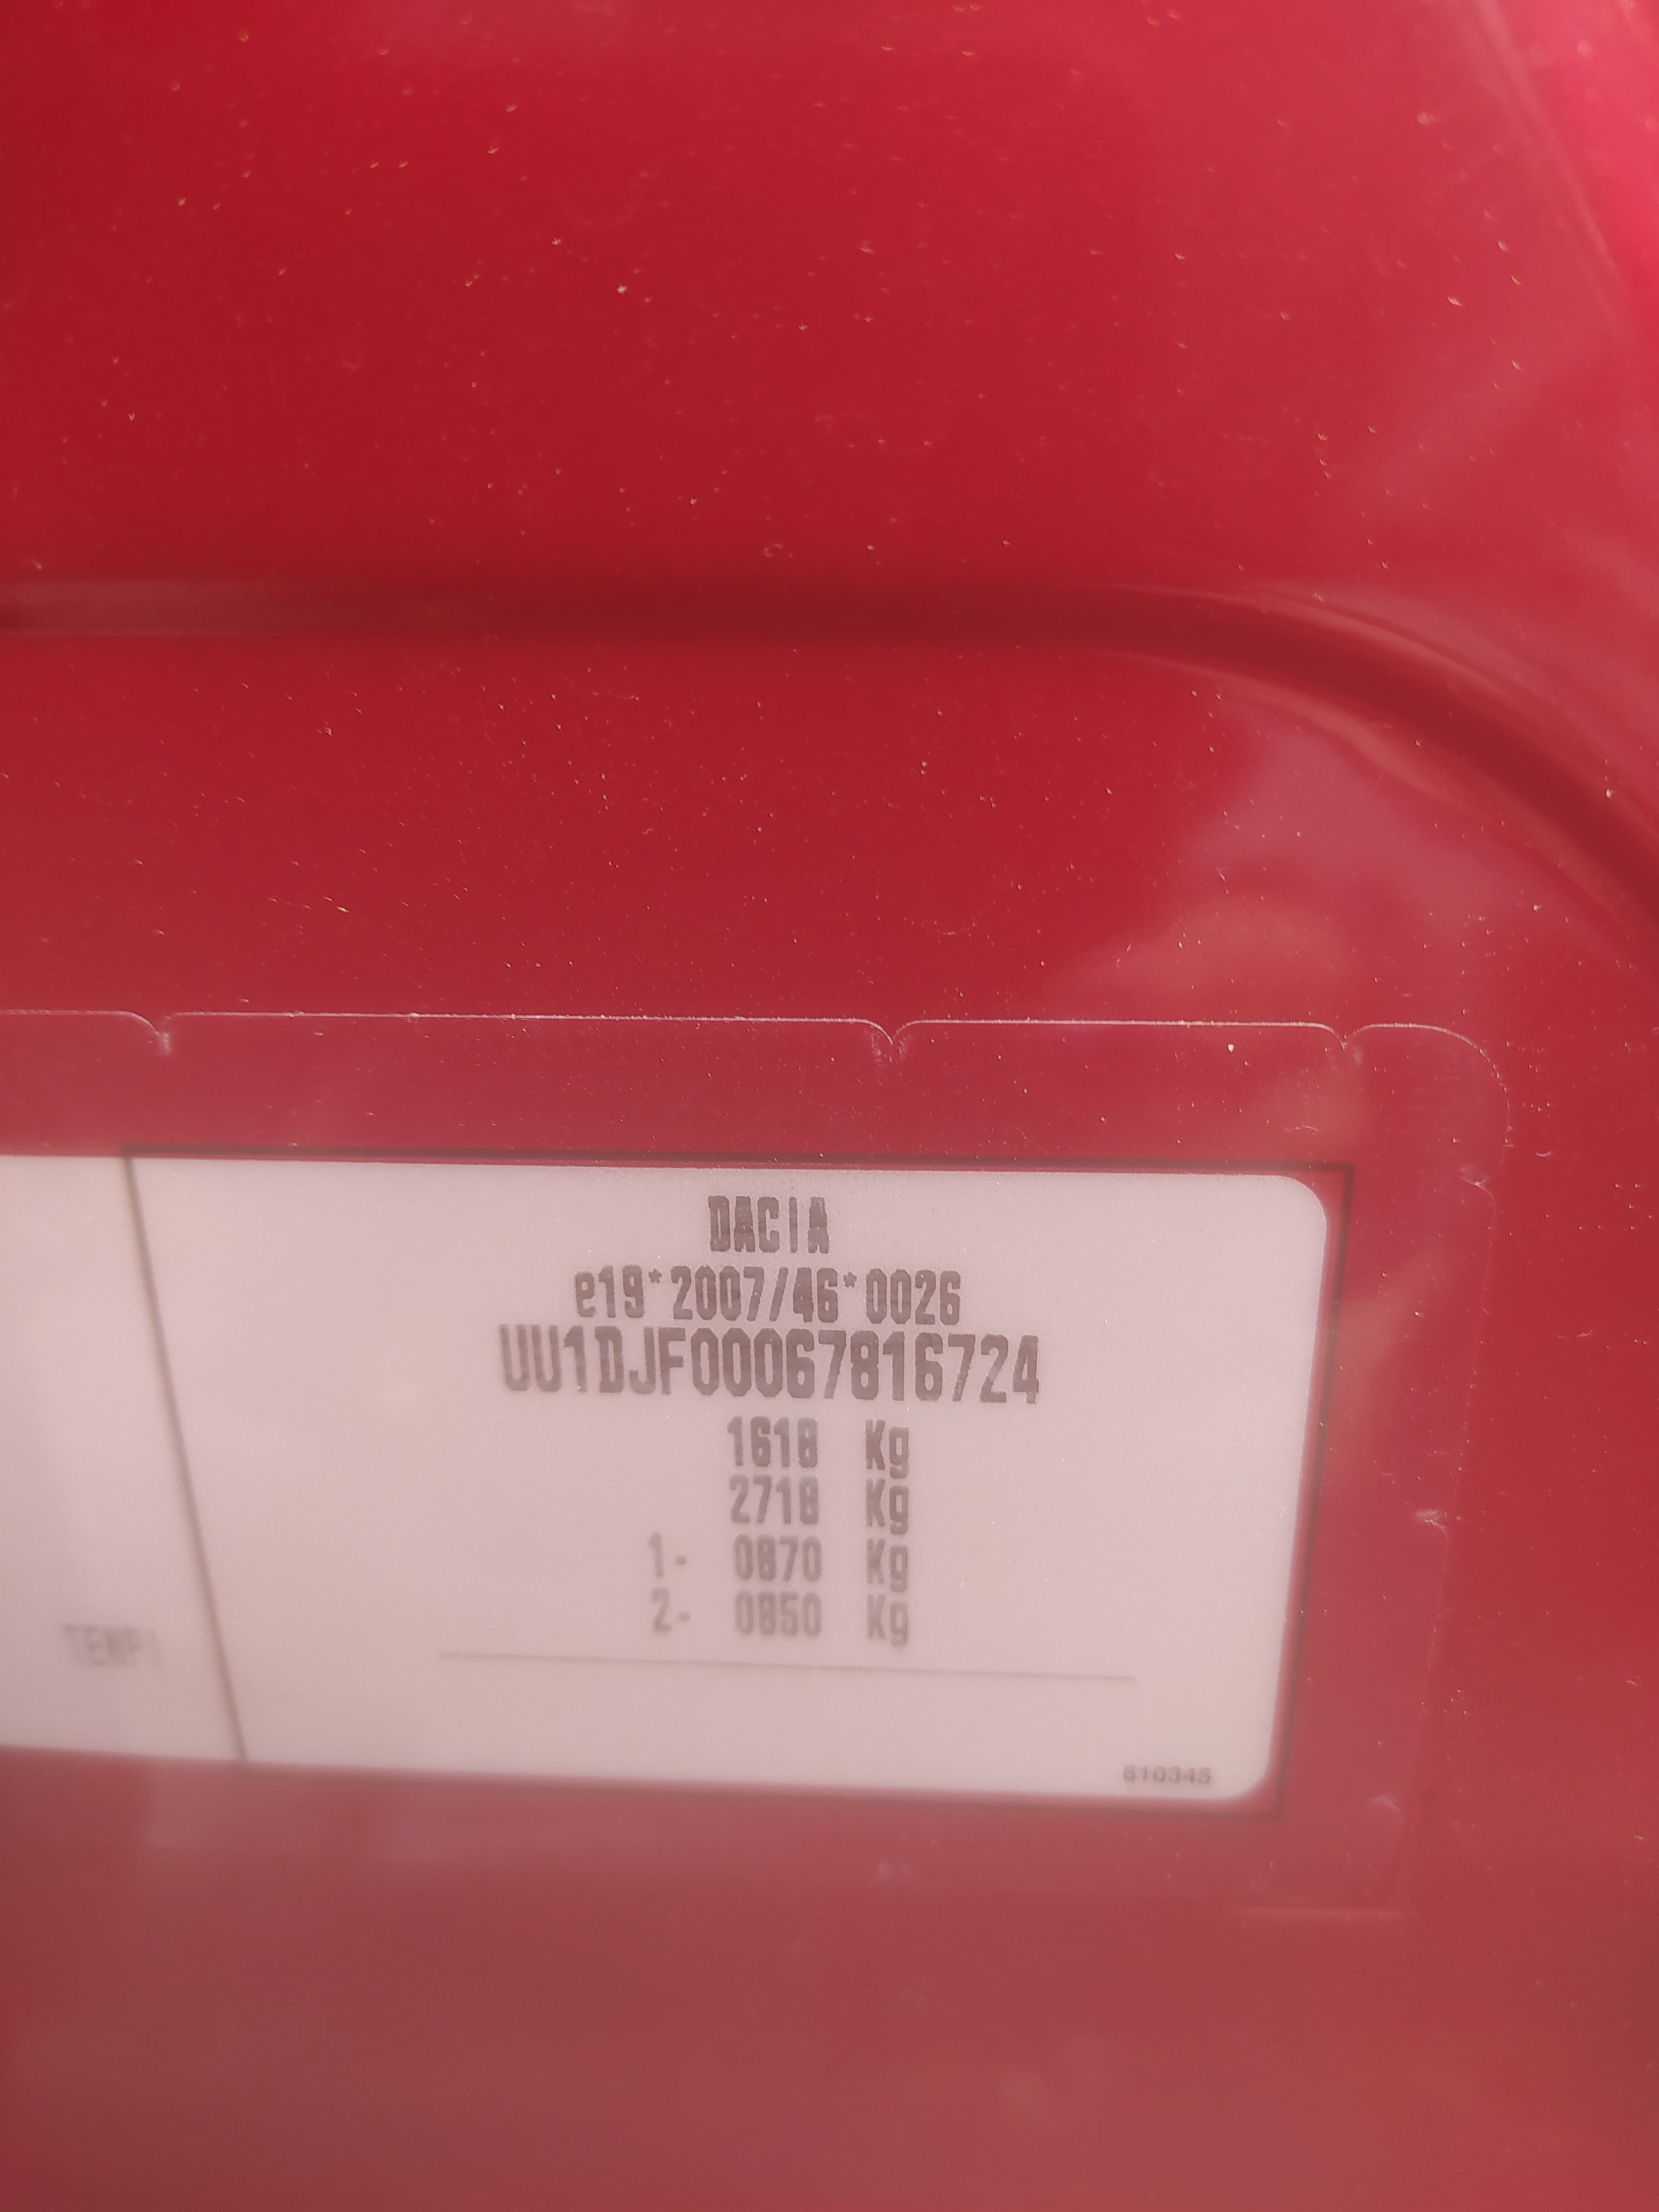 DACIA
e19*2007/46*0026
UU1DJF00067816724
1618 Kg
2718 Kg
1- 0870 Kg
2- 0850 Kg
TEMP1
610345